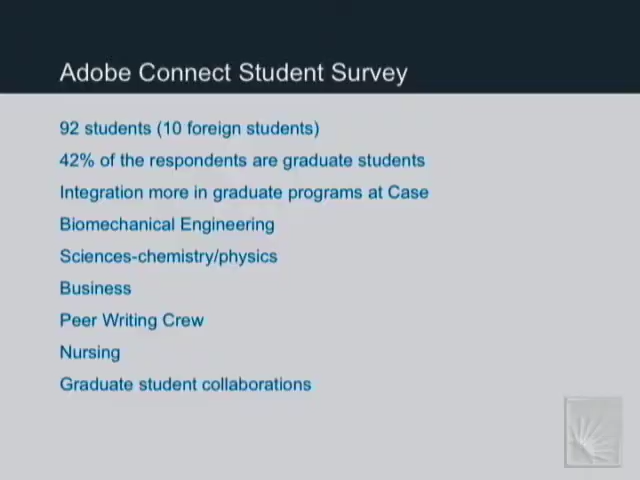 Adobe Connect Student Survey
92 students (10 foreign students)
42% of the respondents are graduate students
Integration more in graduate programs at Case
Biomechanical Engineering
Sciences-chemistry/physics
Business
Peer Writing Crew
Nursing
Graduate student collaborations